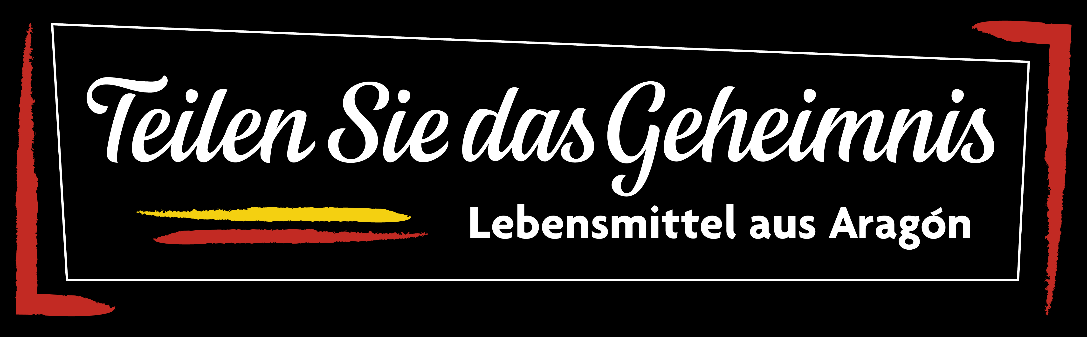 Teilen Sie das Geheimnis
Lebensmittel aus Aragón